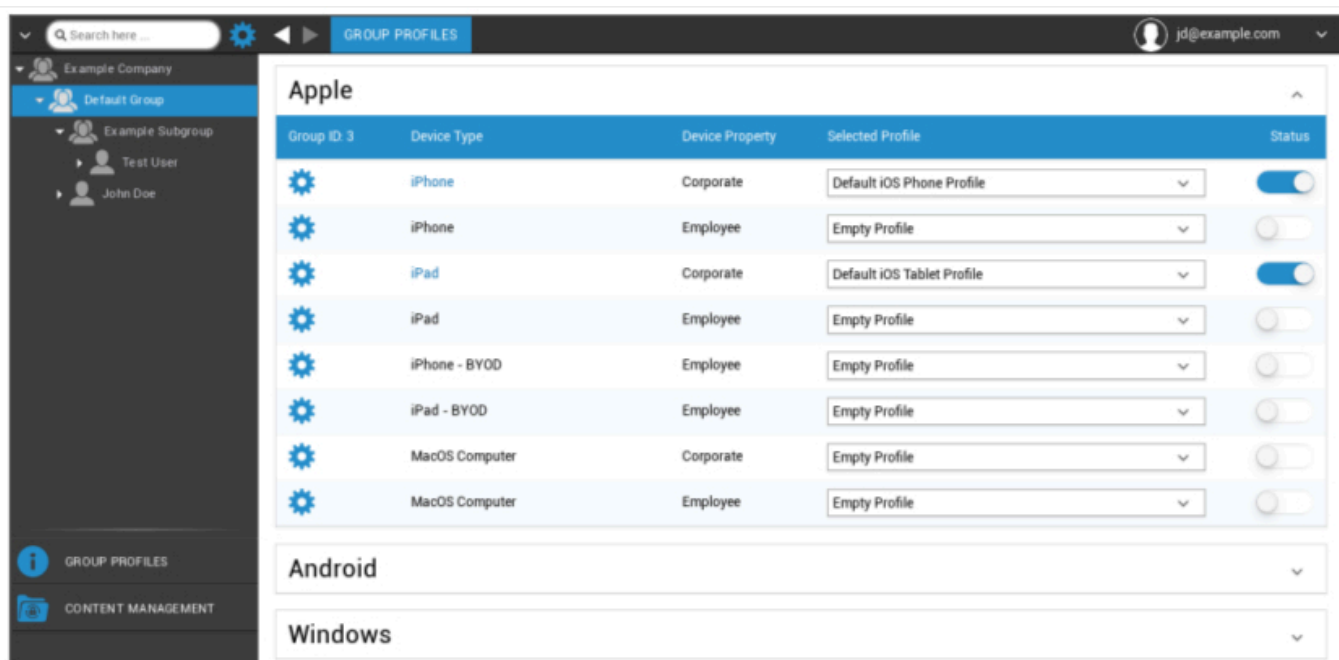 Search here ...
GROUP PROFILES
jd@example.com
Example Company
Default Group
Example Subgroup
Test User
John Doe
GROUP PROFILES
CONTENT MANAGEMENT
Apple
Group ID: 3 Device Type Device Property Selected Profile Status
iPhone Corporate Default iOS Phone Profile
iPhone Employee Empty Profile
iPad Corporate Default iOS Tablet Profile
iPad Employee Empty Profile
iPhone - BYOD Employee Empty Profile
iPad - BYOD Employee Empty Profile
MacOS Computer Corporate Empty Profile
MacOS Computer Employee Empty Profile
Android
Windows